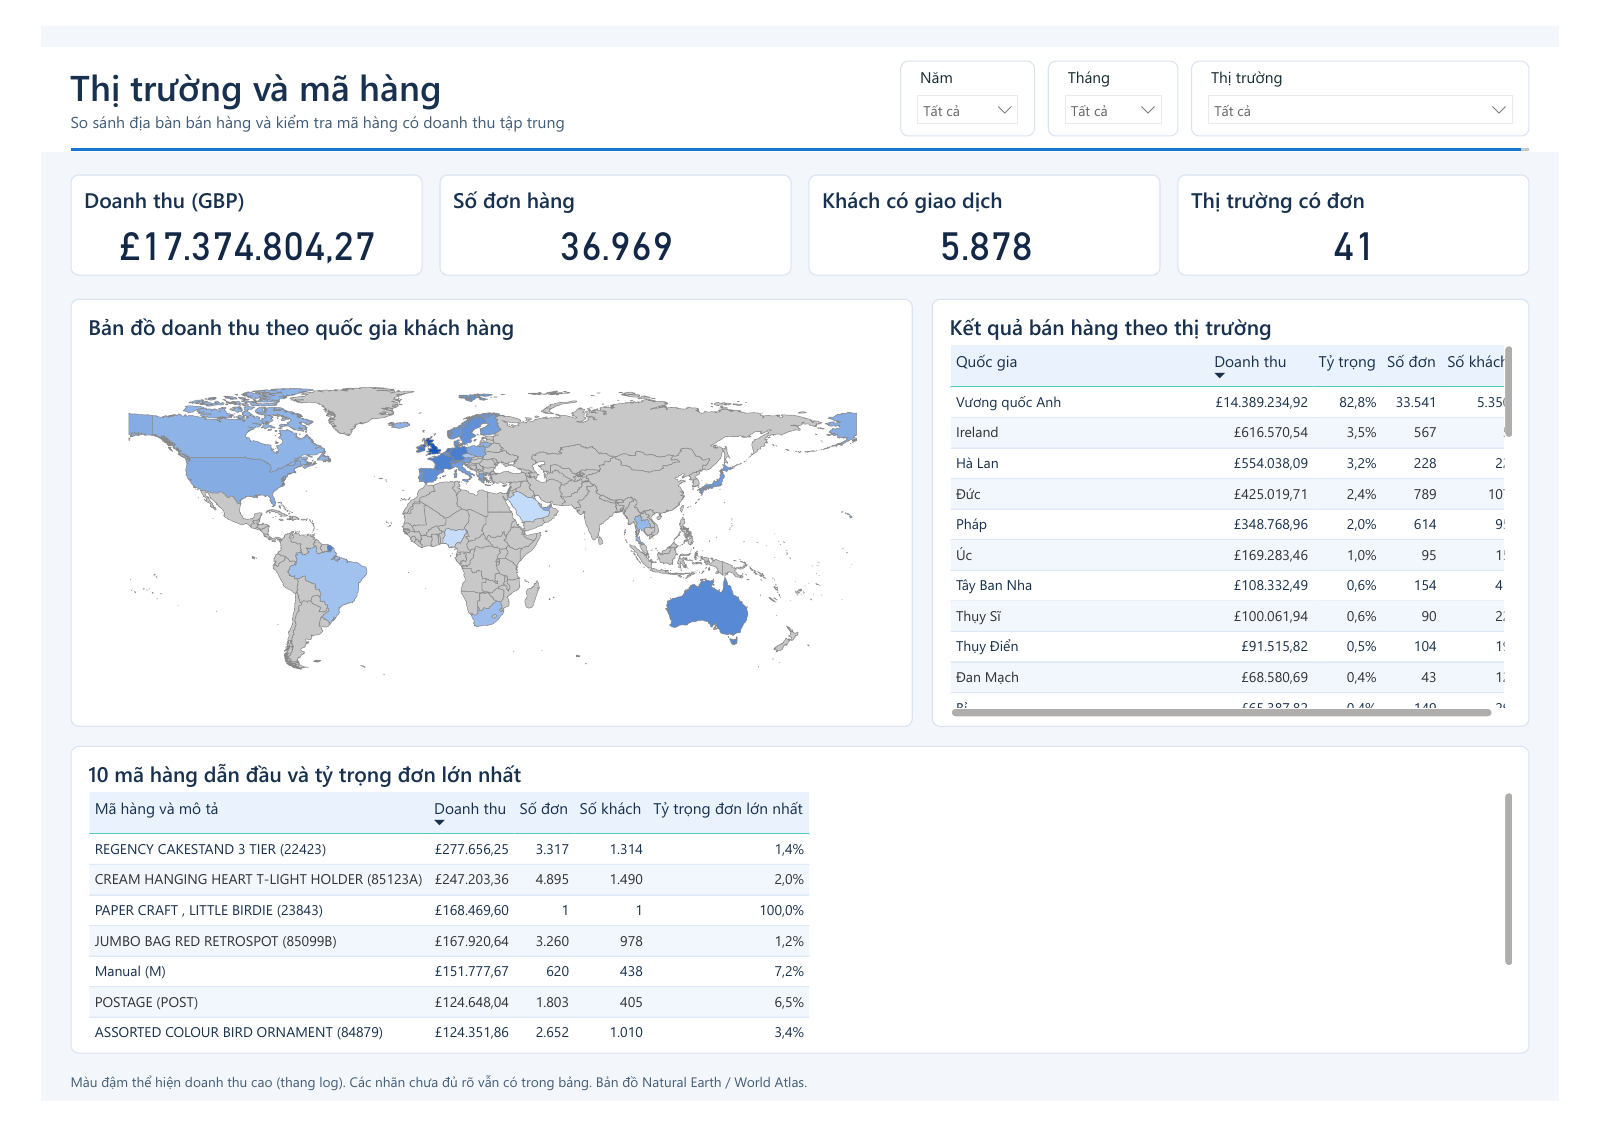 Thị trường và mã hàng
So sánh địa bàn bán hàng và kiểm tra mã hàng có doanh thu tập trung
Năm
Tất cả
Tháng
Tất cả
Thị trường
Tất cả
Doanh thu (GBP)
£17.374.804,27
Số đơn hàng
36.969
Khách có giao dịch
5.878
Thị trường có đơn
41
Bản đồ doanh thu theo quốc gia khách hàng
Kết quả bán hàng theo thị trường
Quốc gia Doanh thu Tỷ trọng Số đơn Số khách
Vương quốc Anh £14.389.234,92 82,8% 33.541
Ireland £616.570,54 3,5% 567
Hà Lan £554.038,09 3,2% 228
Đức £425.019,71 2,4% 789
Pháp £348.768,96 2,0% 614
Úc £169.283,46 1,0% 95
Tây Ban Nha £108.332,49 0,6% 154
Thụy Sĩ £100.061,94 0,6% 90
Thụy Điển £91.515,82 0,5% 104
Đan Mạch £68.580,69 0,4% 43
Bỉ £65.387,82 0,4% 149
10 mã hàng dẫn đầu và tỷ trọng đơn lớn nhất
Mã hàng và mô tả Doanh thu Số đơn Số khách Tỷ trọng đơn lớn nhất
REGENCY CAKESTAND 3 TIER (22423) £277.656,25 3.317 1.314 1,4%
CREAM HANGING HEART T-LIGHT HOLDER (85123A) £247.203,36 4.895 1.490 2,0%
PAPER CRAFT , LITTLE BIRDIE (23843) £168.469,60 1 1 100,0%
JUMBO BAG RED RETROSPOT (85099B) £167.920,64 3.260 978 1,2%
Manual (M) £151.777,67 620 438 7,2%
POSTAGE (POST) £124.648,04 1.803 405 6,5%
ASSORTED COLOUR BIRD ORNAMENT (84879) £124.351,86 2.652 1.010 3,4%
Màu đậm thể hiện doanh thu cao (thang log). Các nhãn chưa đủ rõ vẫn có trong bảng. Bản đồ Natural Earth / World Atlas.